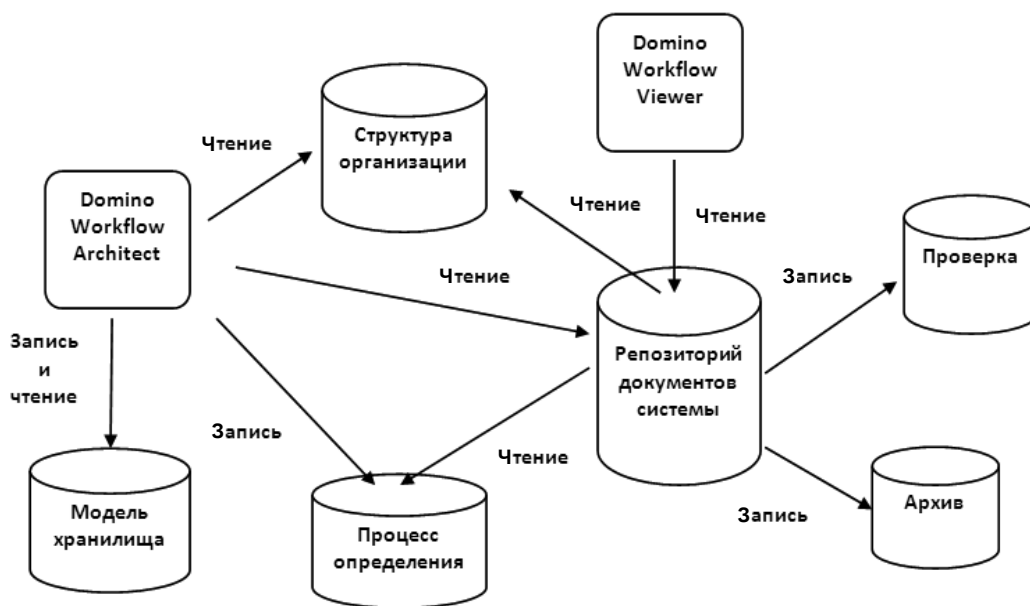 Domino
Workflow
Viewer
Структура
организации
Чтение
Domino
Workflow
Architect
Чтение
Чтение
Чтение
Проверка
Запись
Запись
и
чтение
Репозиторий
документов
системы
Запись
Чтение
Модель
хранилища
Процесс
определения
Запись
Архив